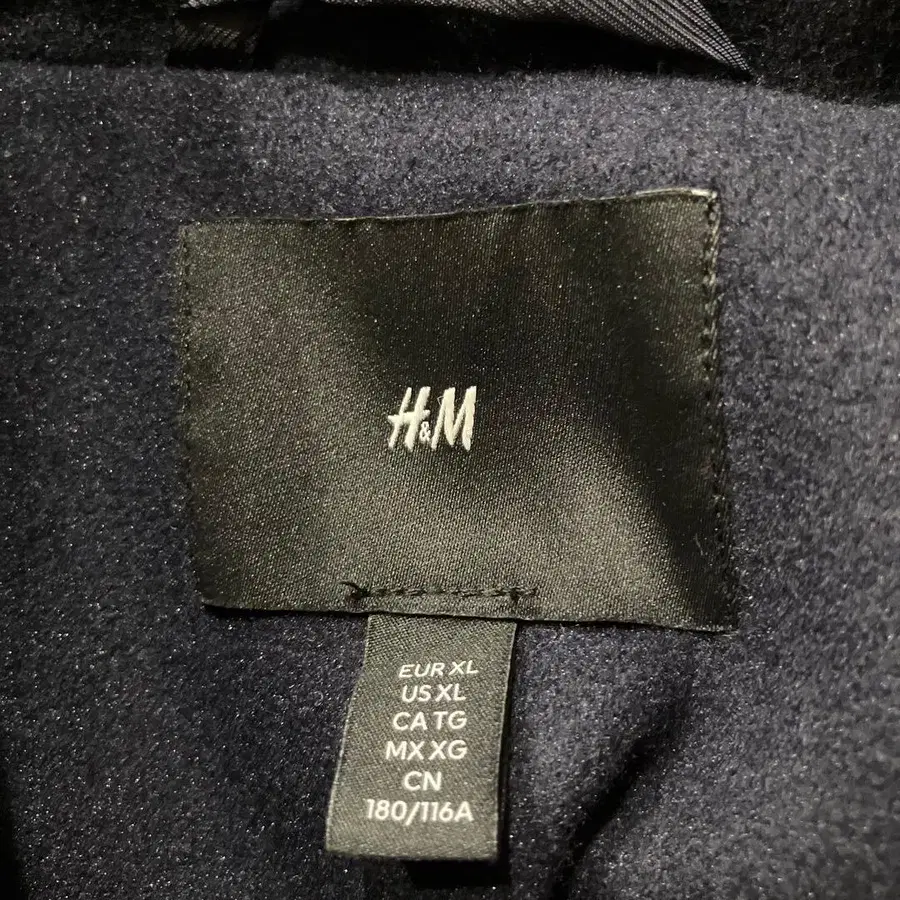 H&M
EUR XL
US XL
CA TG
MX XG
CN
180/116A